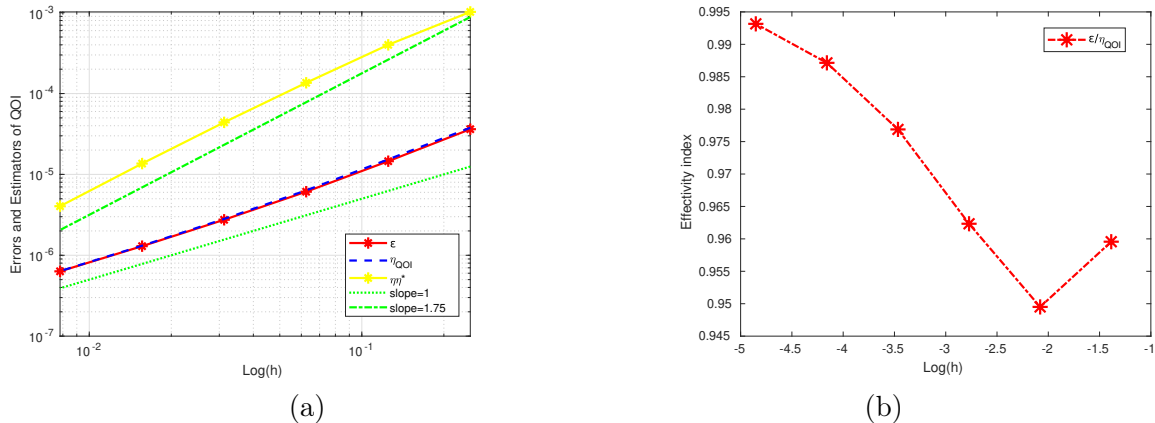 10^-3
10^-4
10^-5
10^-6
10^-7
Errors and Estimators of QOI
10^-2
10^-1
Log(h)
ε
η_QOI
ηη*
slope=1
slope=1.75
(a)
0.995
0.99
0.985
0.98
0.975
0.97
0.965
0.96
0.955
0.95
0.945
Effectivity index
-5
-4.5
-4
-3.5
-3
-2.5
-2
-1.5
-1
Log(h)
ε/η_QOI
(b)